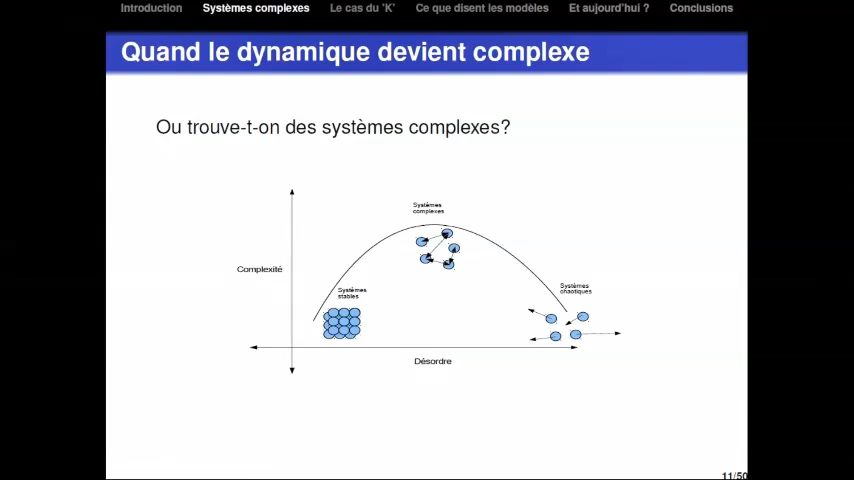 Introduction Systèmes complexes Le cas du 'K' Ce que disent les modèles Et aujourd'hui ? Conclusions
Quand le dynamique devient complexe
Ou trouve-t-on des systèmes complexes?
Systèmes
complexes
Complexité
Systèmes
stables
Systèmes
chaotiques
Désordre
11/50